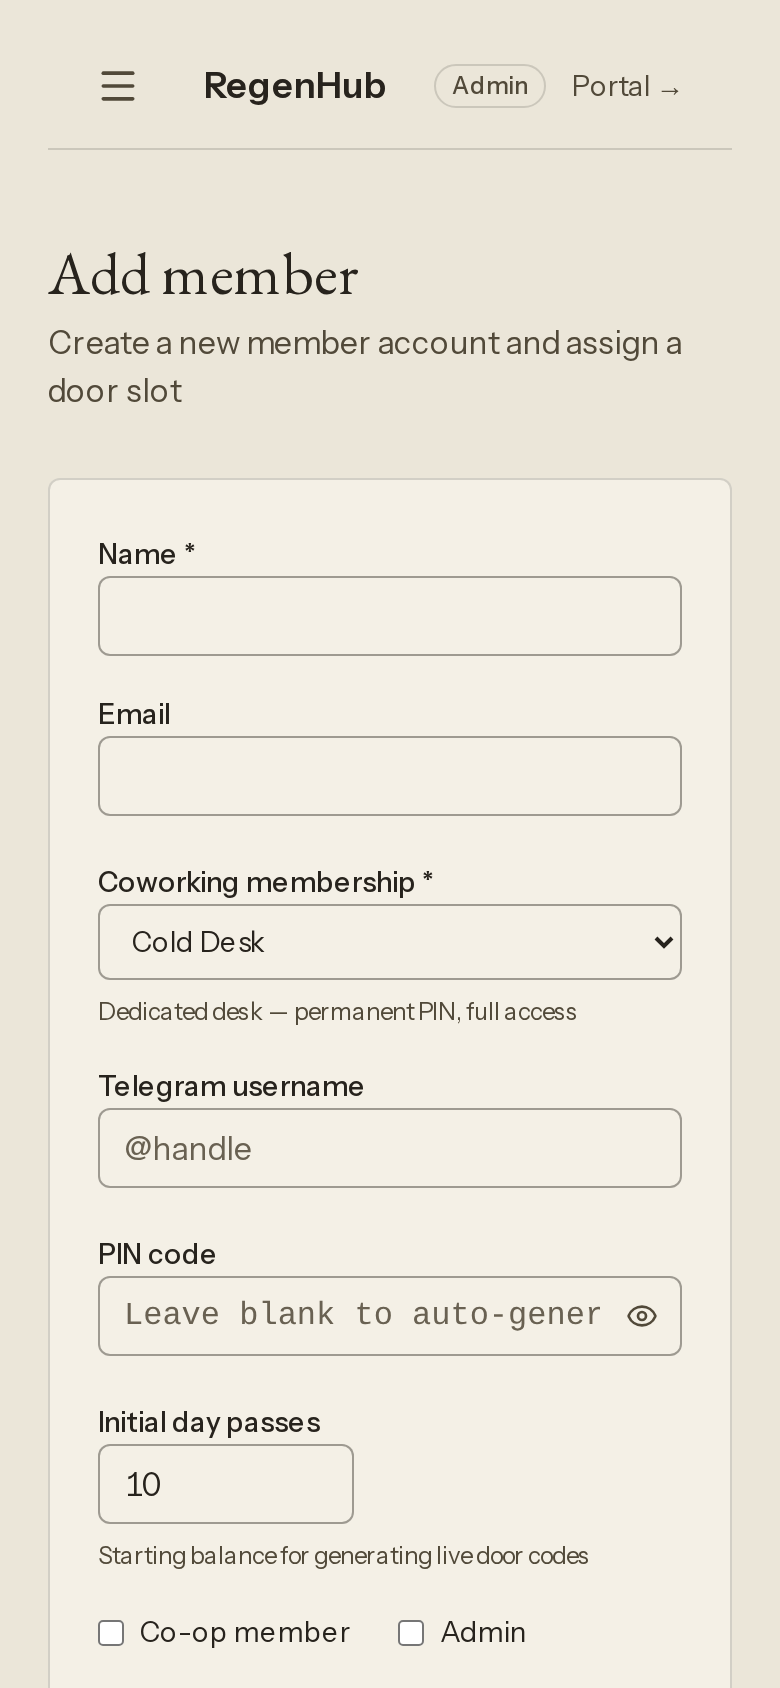 RegenHub Admin Portal →
Add member
Create a new member account and assign a
door slot
Name *
Email
Coworking membership *
Cold Desk
Dedicated desk — permanent PIN, full access
Telegram username
@handle
PIN code
Leave blank to auto-gener
Initial day passes
10
Starting balance for generating live door codes
Co-op member Admin